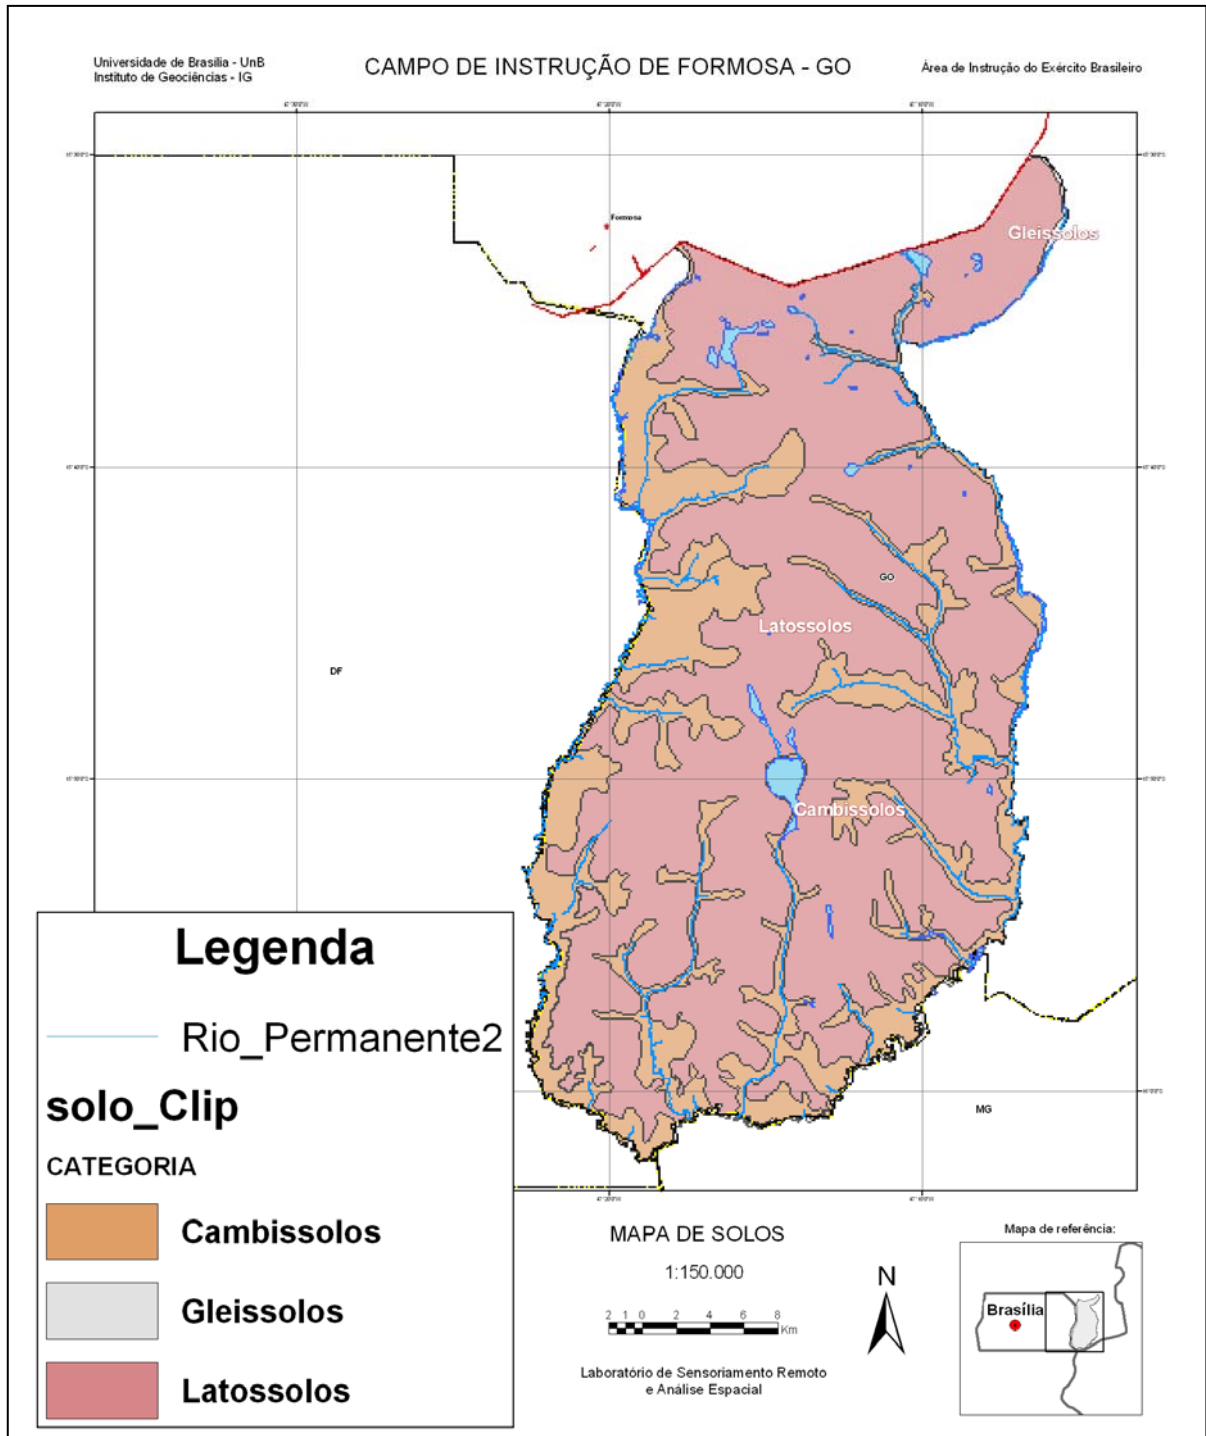 Universidade de Brasília - UnB
Instituto de Geociências - IG
CAMPO DE INSTRUÇÃO DE FORMOSA - GO
Área de Instrução do Exército Brasileiro
Formosa
Gleissolos
GO
Latossolos
DF
Cambissolos
MG
Legenda
Rio_Permanente2
solo_Clip
CATEGORIA
Cambissolos
Gleissolos
Latossolos
MAPA DE SOLOS
1:150.000
2 1 0 2 4 6 8
Km
Laboratório de Sensoriamento Remoto
e Análise Espacial
N
Mapa de referência:
Brasília